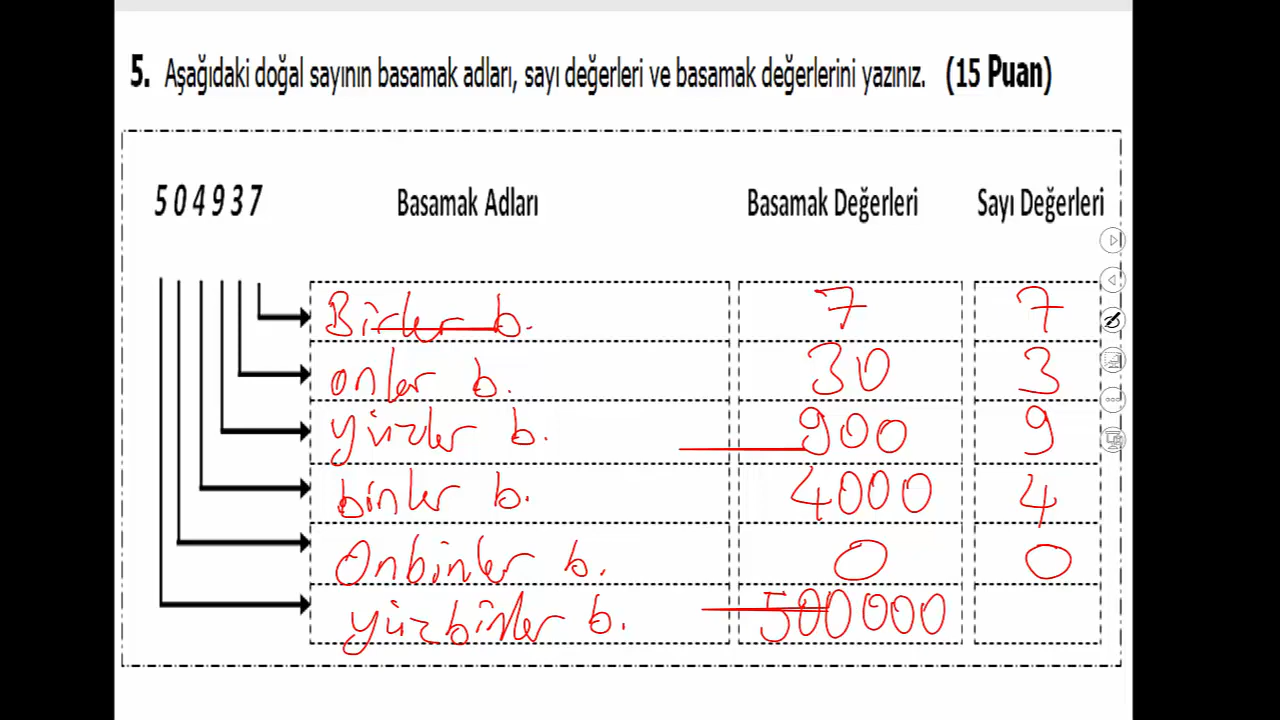 5. Aşağıdaki doğal sayının basamak adları, sayı değerleri ve basamak değerlerini yazınız. (15 Puan)
504937 Basamak Adları Basamak Değerleri Sayı Değerleri
Birler b. 7 7
onler b. 30 3
yüzler b. 900 9
binler b. 4000 4
Onbinler b. 0 0
yüzbinler b. 500000